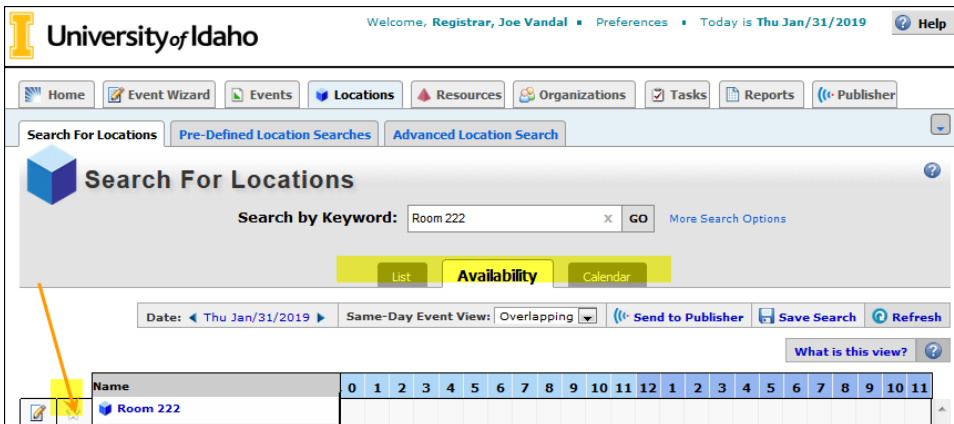 Welcome, Registrar, Joe Vandal ▪ Preferences ▪ Today is Thu Jan/31/2019
Help
I University of Idaho
Home Event Wizard Events Locations Resources Organizations Tasks Reports Publisher
Search For Locations Pre-Defined Location Searches Advanced Location Search
Search For Locations
Search by Keyword: Room 222 x GO More Search Options
List Availability Calendar
Date: Thu Jan/31/2019 Same-Day Event View: Overlapping Send to Publisher Save Search Refresh
What is this view? ?
Name 0 1 2 3 4 5 6 7 8 9 10 11 12 1 2 3 4 5 6 7 8 9 10 11
Room 222